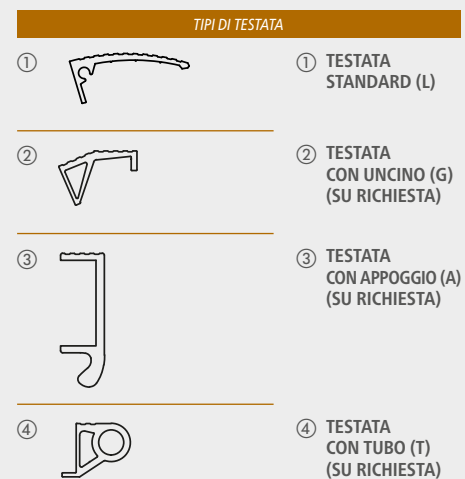 TIPI DI TESTATA
①
① TESTATA
STANDARD (L)
②
② TESTATA
CON UNCINO (G)
(SU RICHIESTA)
③
③ TESTATA
CON APPOGGIO (A)
(SU RICHIESTA)
④
④ TESTATA
CON TUBO (T)
(SU RICHIESTA)